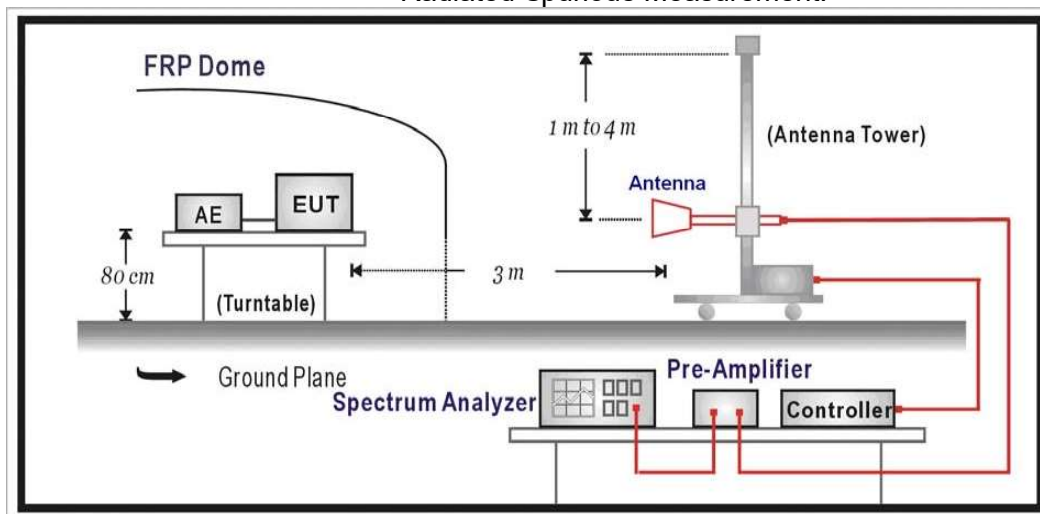 FRP Dome
1 m to 4 m
(Antenna Tower)
Antenna
AE
EUT
80 cm
3 m
(Turntable)
Ground Plane
Pre-Amplifier
Spectrum Analyzer
Controller